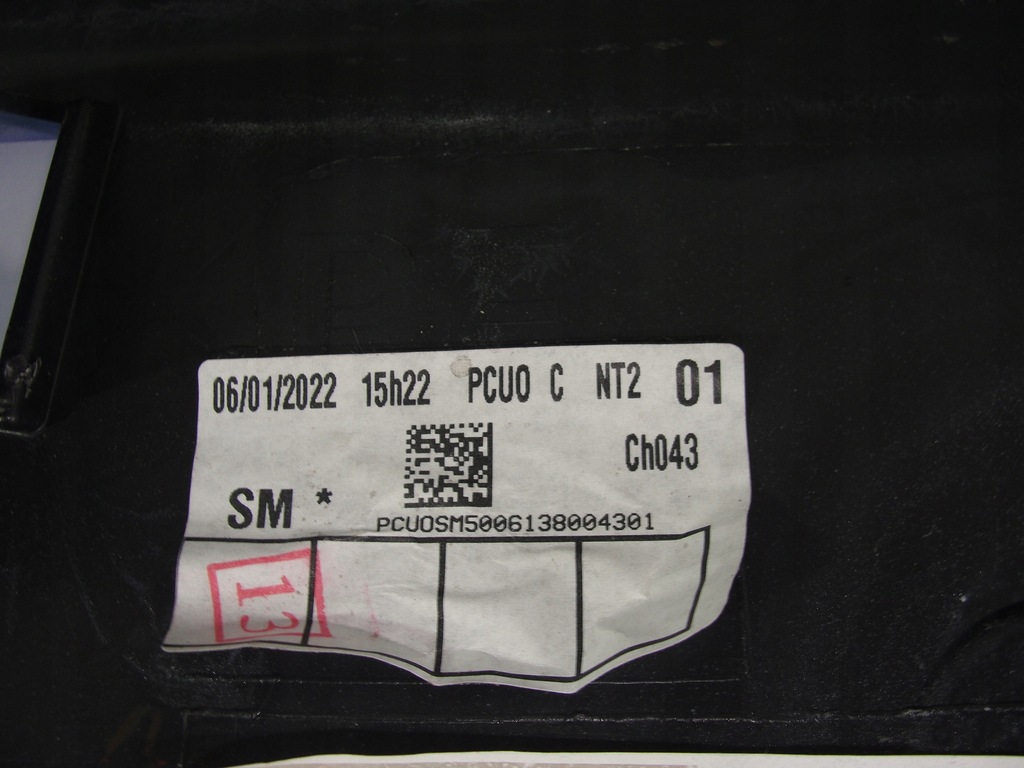 06/01/2022 15h22 PCUO C NT2 01
Ch043
SM *
PCUOSM5006138004301
13